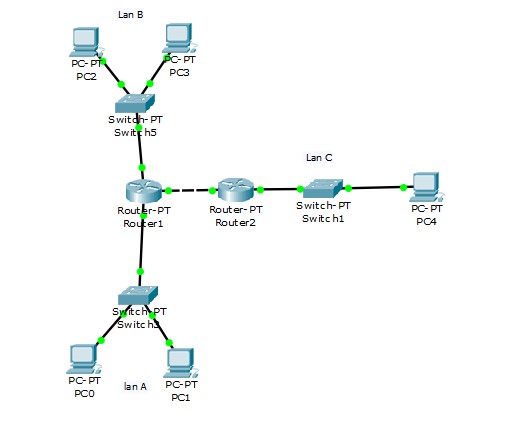 Lan B
PC-PT
PC2
PC-PT
PC3
Switch-PT
Switch5
Lan C
Router-PT
Router1
Router-PT
Router2
Switch-PT
Switch1
PC-PT
PC4
Switch-PT
Switch3
PC-PT
PC0
lan A
PC-PT
PC1